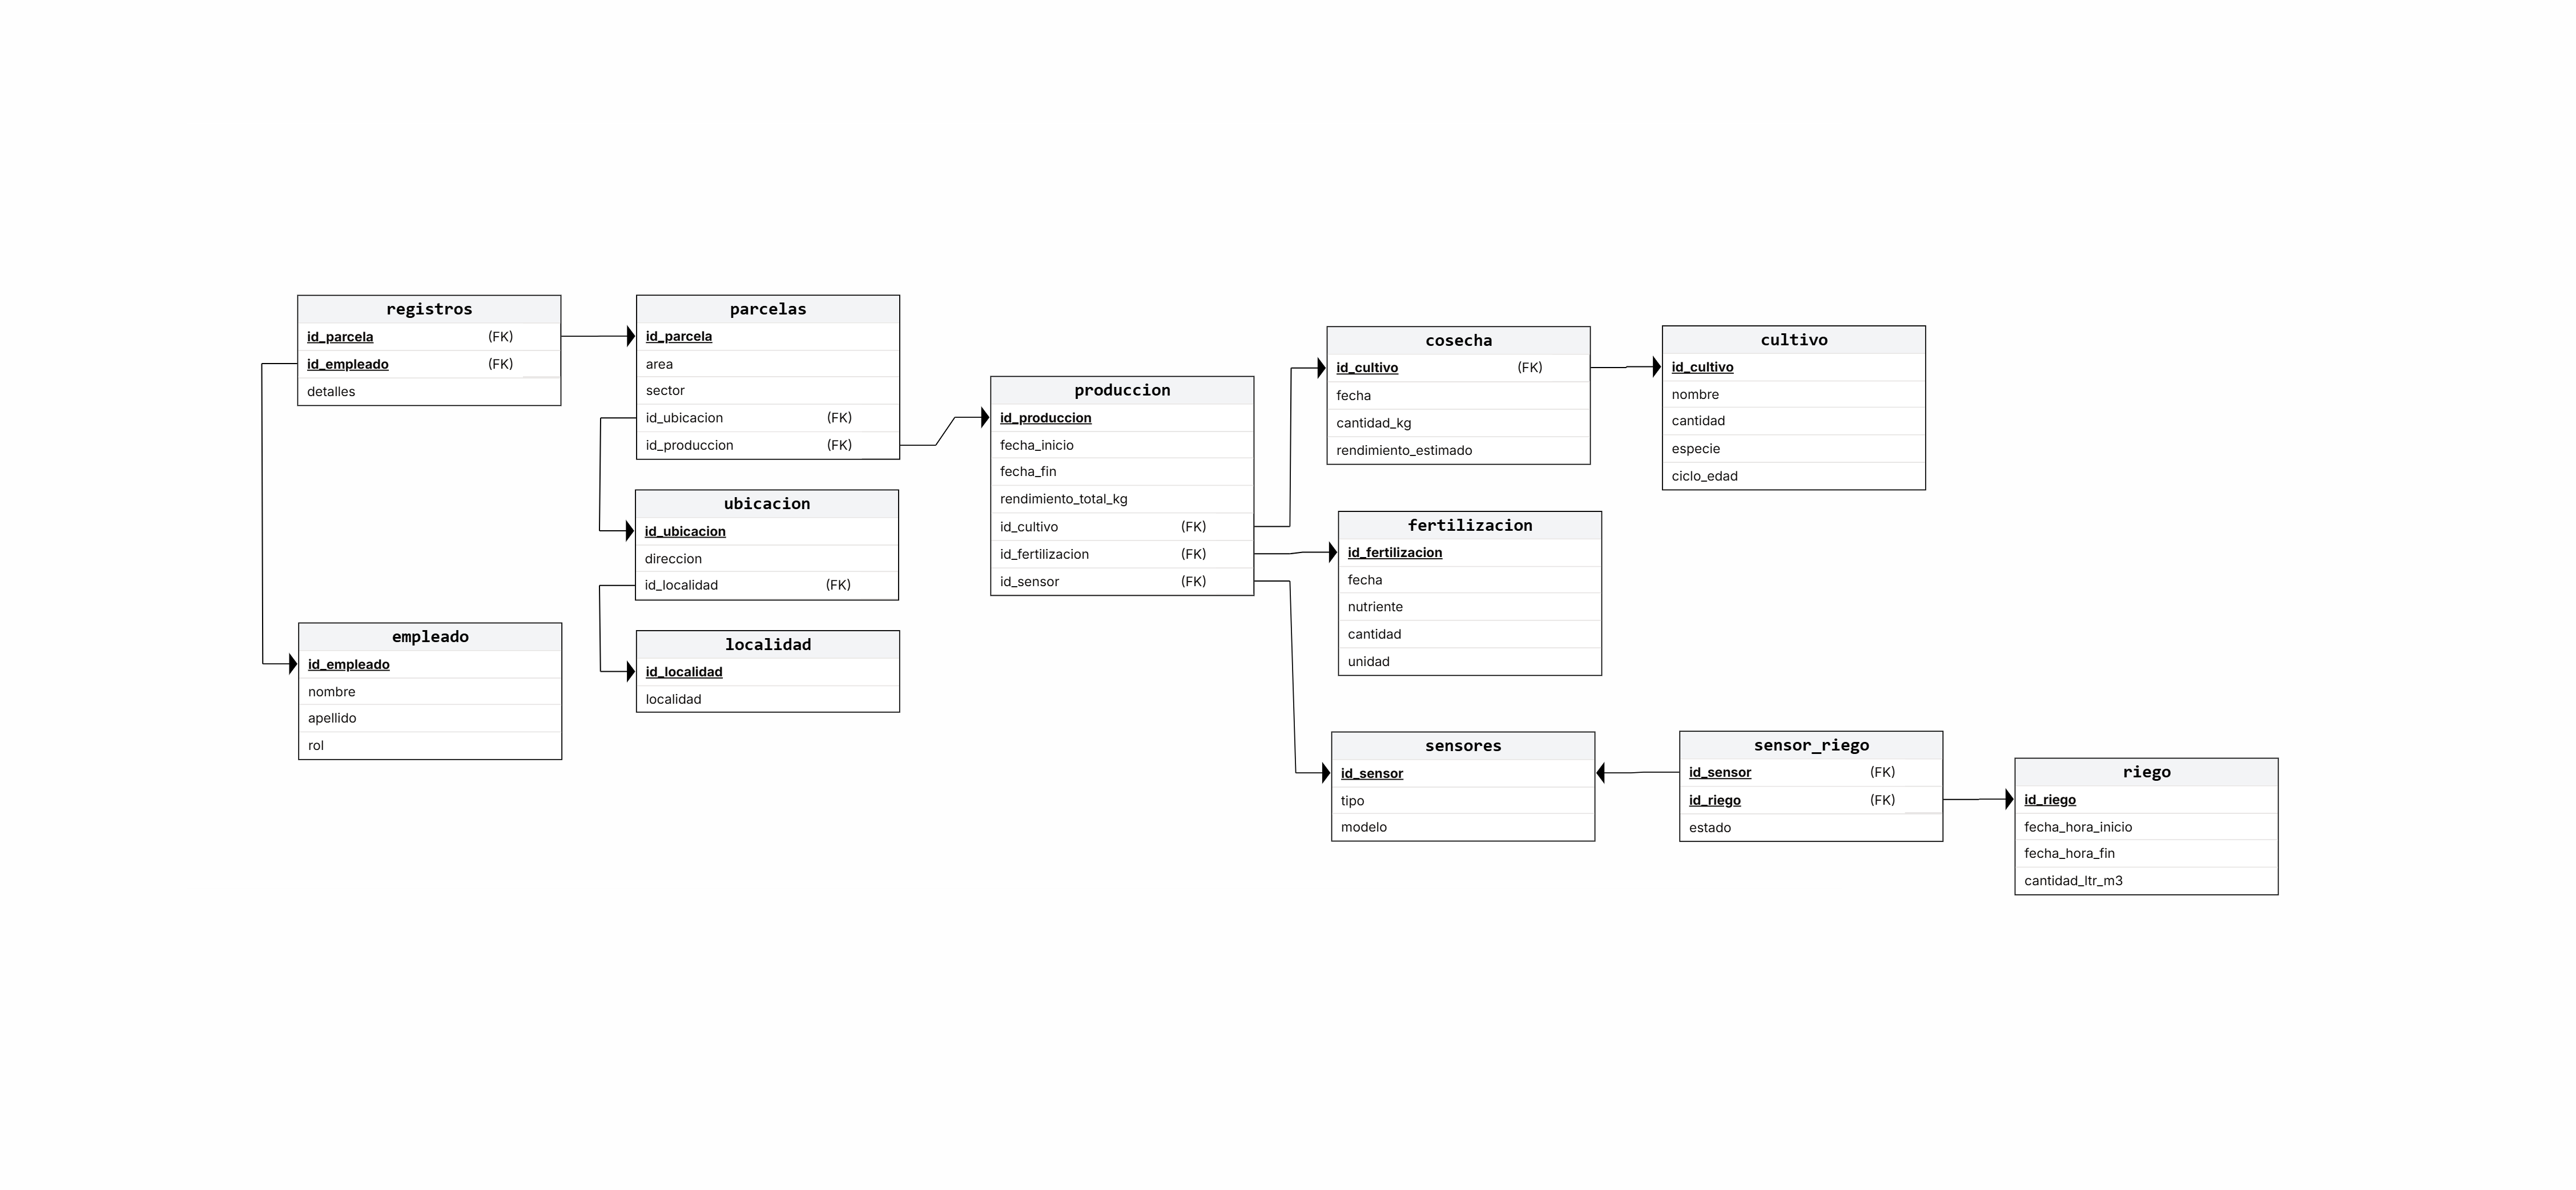 registros
id_parcela (FK)
id_empleado (FK)
detalles
empleado
id_empleado
nombre
apellido
rol
parcelas
id_parcela
area
sector
id_ubicacion (FK)
id_produccion (FK)
ubicacion
id_ubicacion
direccion
id_localidad (FK)
localidad
id_localidad
localidad
produccion
id_produccion
fecha_inicio
fecha_fin
rendimiento_total_kg
id_cultivo (FK)
id_fertilizacion (FK)
id_sensor (FK)
cosecha
id_cultivo (FK)
fecha
cantidad_kg
rendimiento_estimado
cultivo
id_cultivo
nombre
cantidad
especie
ciclo_edad
fertilizacion
id_fertilizacion
fecha
nutriente
cantidad
unidad
sensores
id_sensor
tipo
modelo
sensor_riego
id_sensor (FK)
id_riego (FK)
estado
riego
id_riego
fecha_hora_inicio
fecha_hora_fin
cantidad_ltr_m3